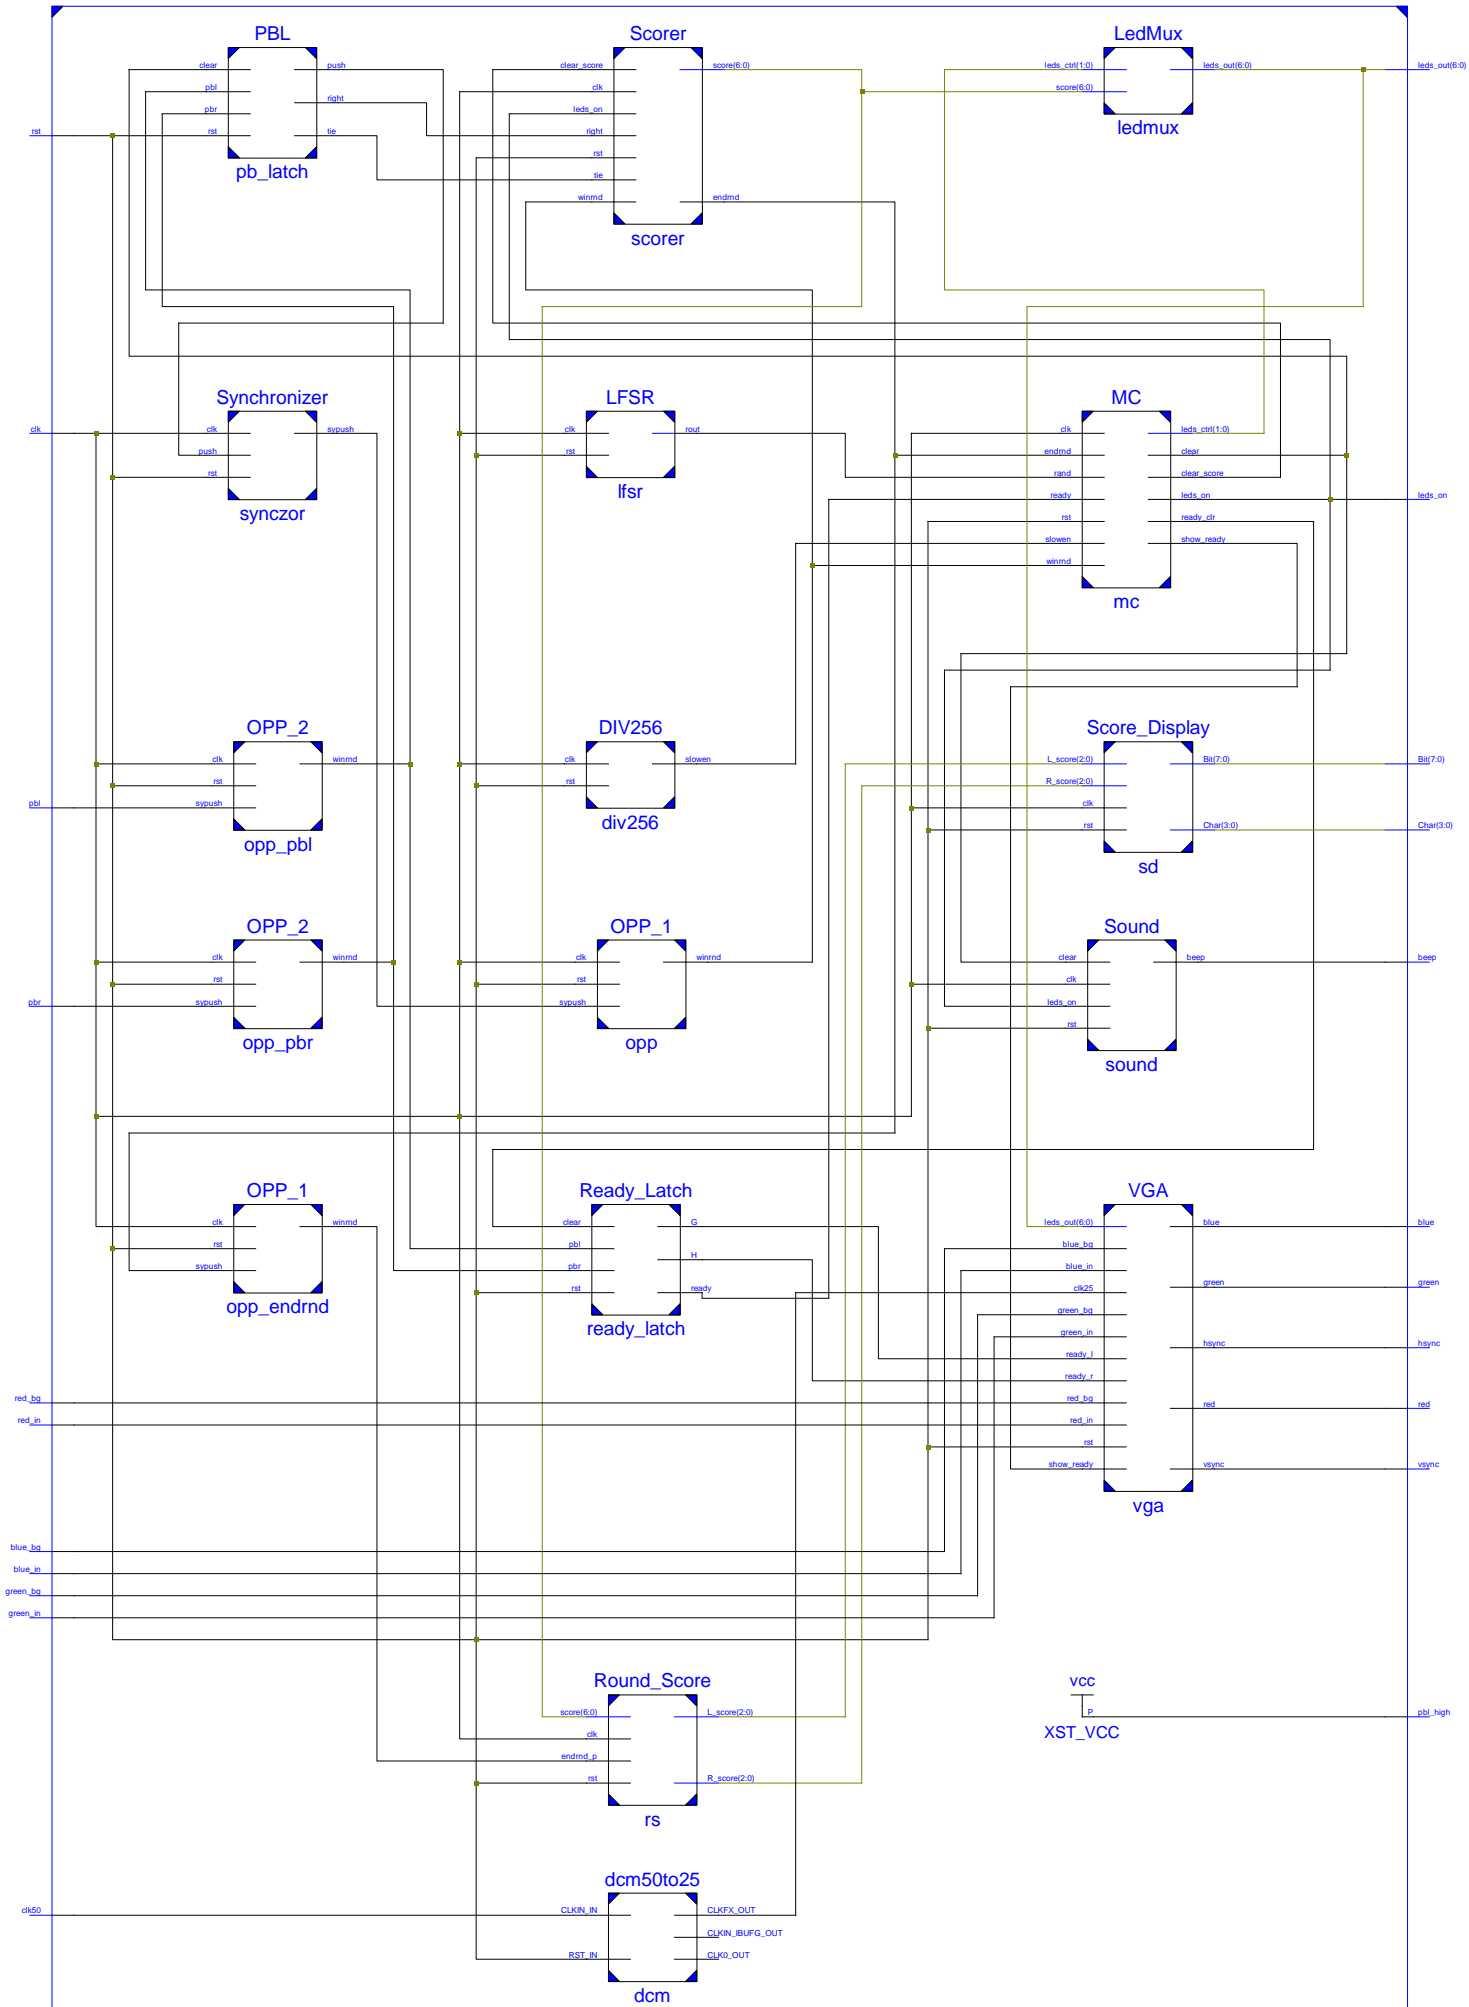 PBL
clear
pbl
pbr
rst
push
right
tie
pb_latch
rst
Scorer
clear_score
clk
leds_on
right
rst
tie
winrnd
score(6:0)
endrnd
scorer
LedMux
leds_ctrl(1:0)
score(6:0)
leds_out(6:0)
ledmux
leds_out(6:0)
Synchronizer
clk
clk
push
rst
sypush
synczor
LFSR
clk
rst
rout
lfsr
MC
clk
endrnd
rand
ready
rst
slowen
winrnd
leds_ctrl(1:0)
clear
clear_score
leds_on
ready_clr
show_ready
mc
leds_on
OPP_2
clk
rst
sypush
winrnd
opp_pbl
pbl
DIV256
clk
rst
slowen
div256
Score_Display
L_score(2:0)
R_score(2:0)
clk
rst
Bit(7:0)
Char(3:0)
sd
Bit(7:0)
Char(3:0)
OPP_2
clk
rst
sypush
winrnd
opp_pbr
pbr
OPP_1
clk
rst
sypush
winrnd
opp
Sound
clear
clk
leds_on
rst
beep
sound
beep
OPP_1
clk
rst
sypush
winrnd
opp_endrnd
Ready_Latch
clear
pbl
pbr
rst
G
H
ready
ready_latch
VGA
leds_out(6:0)
blue_bg
blue_in
clk25
green_bg
green_in
ready_l
ready_r
red_bg
red_in
rst
show_ready
blue
green
hsync
red
vsync
vga
blue
green
hsync
red
vsync
red_bg
red_in
blue_bg
blue_in
green_bg
green_in
Round_Score
score(6:0)
clk
endrnd_p
rst
L_score(2:0)
R_score(2:0)
rs
vcc
P
XST_VCC
pbl_high
dcm50to25
clk50
CLKIN_IN
RST_IN
CLKFX_OUT
CLKIN_IBUFG_OUT
CLK0_OUT
dcm